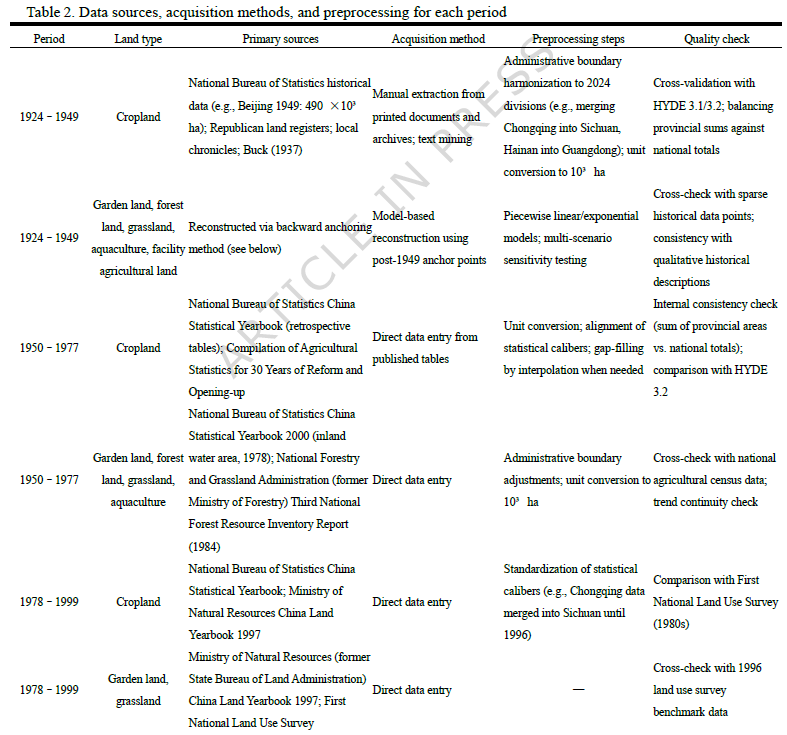 Table 2. Data sources, acquisition methods, and preprocessing for each period
Period Land type Primary sources Acquisition method Preprocessing steps Quality check
1924－1949
Cropland
National Bureau of Statistics historical
data (e.g., Beijing 1949: 490 ×10³
ha); Republican land registers; local
chronicles; Buck (1937)
Manual extraction from
printed documents and
archives; text mining
Administrative boundary
harmonization to 2024
divisions (e.g., merging
Chongqing into Sichuan,
Hainan into Guangdong); unit
conversion to 10³ ha
Cross-validation with
HYDE 3.1/3.2; balancing
provincial sums against
national totals
1924－1949
Garden land, forest
land, grassland,
aquaculture, facility
agricultural land
Reconstructed via backward anchoring
method (see below)
Model-based
reconstruction using
post-1949 anchor points
Piecewise linear/exponential
models; multi-scenario
sensitivity testing
Cross-check with sparse
historical data points;
consistency with
qualitative historical
descriptions
1950－1977
Cropland
National Bureau of Statistics China
Statistical Yearbook (retrospective
tables); Compilation of Agricultural
Statistics for 30 Years of Reform and
Opening-up
Direct data entry from
published tables
Unit conversion; alignment of
statistical calibers; gap-filling
by interpolation when needed
Internal consistency check
(sum of provincial areas
vs. national totals);
comparison with HYDE
3.2
1950－1977
Garden land, forest
land, grassland,
aquaculture
National Bureau of Statistics China
Statistical Yearbook 2000 (inland
water area, 1978); National Forestry
and Grassland Administration (former
Ministry of Forestry) Third National
Forest Resource Inventory Report
(1984)
Direct data entry
Administrative boundary
adjustments; unit conversion to
10³ ha
Cross-check with national
agricultural census data;
trend continuity check
1978－1999
Cropland
National Bureau of Statistics China
Statistical Yearbook; Ministry of
Natural Resources China Land
Yearbook 1997
Direct data entry
Standardization of statistical
calibers (e.g., Chongqing data
merged into Sichuan until
1996)
Comparison with First
National Land Use Survey
(1980s)
1978－1999
Garden land,
grassland
Ministry of Natural Resources (former
State Bureau of Land Administration)
China Land Yearbook 1997; First
National Land Use Survey
Direct data entry
—
Cross-check with 1996
land use survey
benchmark data
ARTICLE IN PRESS